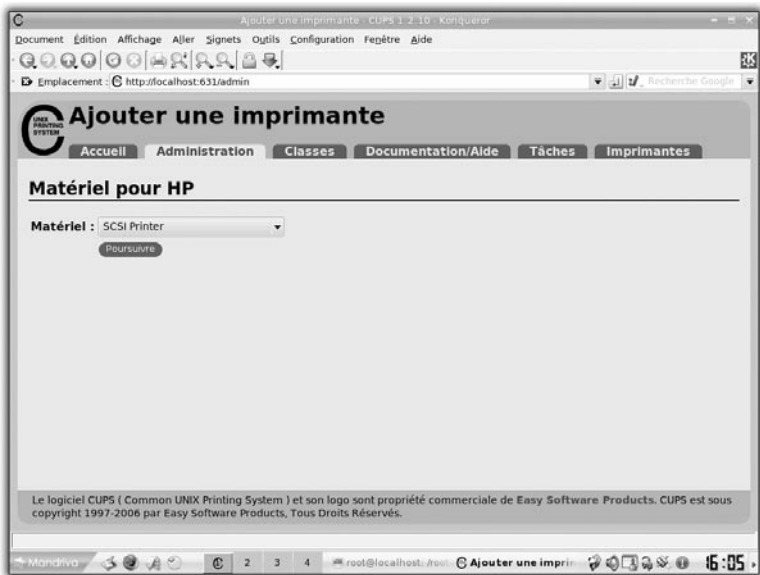 Ajouter une imprimante - CUPS 1.2.10 - Konqueror
Document Édition Affichage Aller Signets Outils Configuration Fenêtre Aide
Emplacement : http://localhost:631/admin Recherche Google
UNIX PRINTING SYSTEM
Ajouter une imprimante
Accueil Administration Classes Documentation/Aide Tâches Imprimantes
Matériel pour HP
Matériel : SCSI Printer
Poursuivre
Le logiciel CUPS ( Common UNIX Printing System ) et son logo sont propriété commerciale de Easy Software Products. CUPS est sous
copyright 1997-2006 par Easy Software Products, Tous Droits Réservés.
Mandriva 2 3 4 root@localhost: /root Ajouter une imprim 16:05